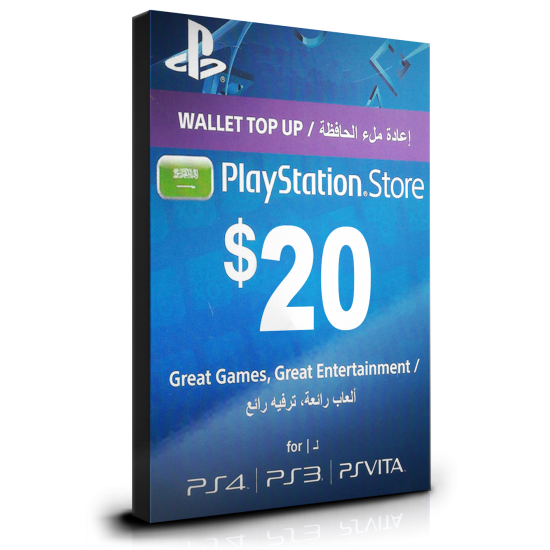 WALLET TOP UP / إعادة ملء الحافظة
PlayStation®Store
$20
Great Games, Great Entertainment /
ألعاب رائعة، ترفيه رائع
for | لـ
PS4 | PS3 | PSVITA